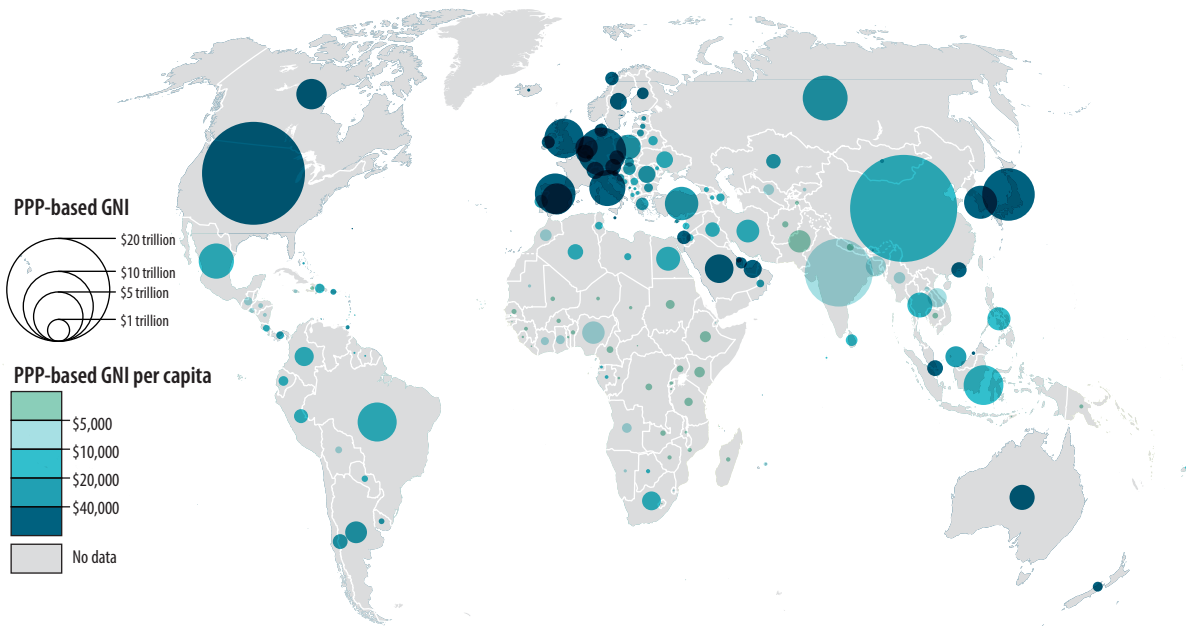 PPP-based GNI
$20 trillion
$10 trillion
$5 trillion
$1 trillion
PPP-based GNI per capita
$5,000
$10,000
$20,000
$40,000
No data